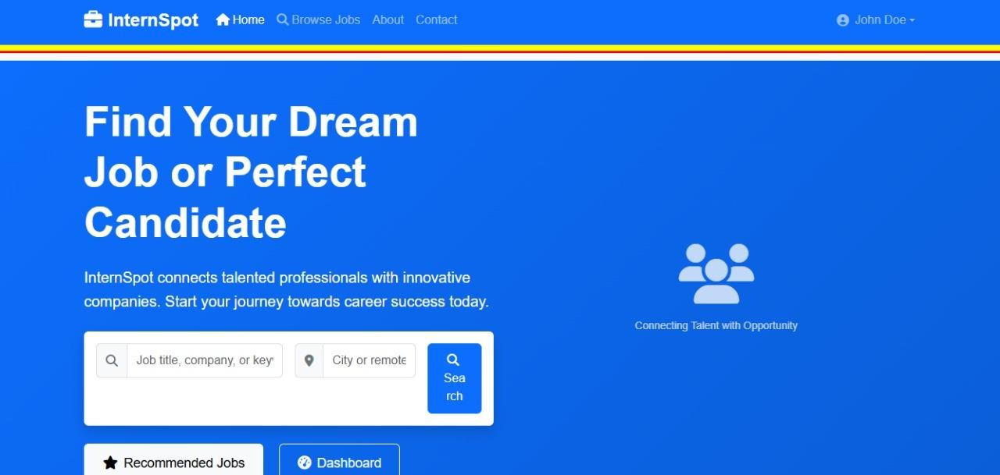 InternSpot Home Browse Jobs About Contact John Doe
Find Your Dream
Job or Perfect
Candidate
InternSpot connects talented professionals with innovative
companies. Start your journey towards career success today.
Connecting Talent with Opportunity
Job title, company, or key
City or remote
Sea
rch
Recommended Jobs Dashboard